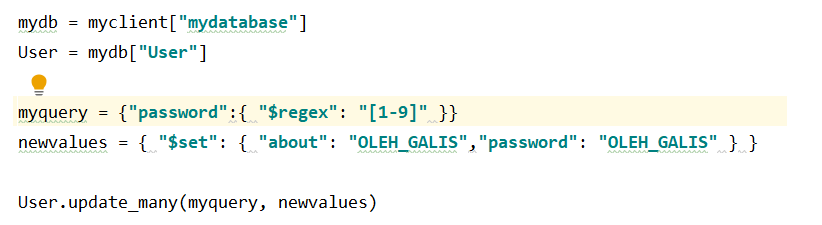 mydb = myclient["mydatabase"]
User = mydb["User"]
myquery = {"password":{ "$regex": "[1-9]" }}
newvalues = { "$set": { "about": "OLEH_GALIS","password": "OLEH_GALIS" } }
User.update_many(myquery, newvalues)